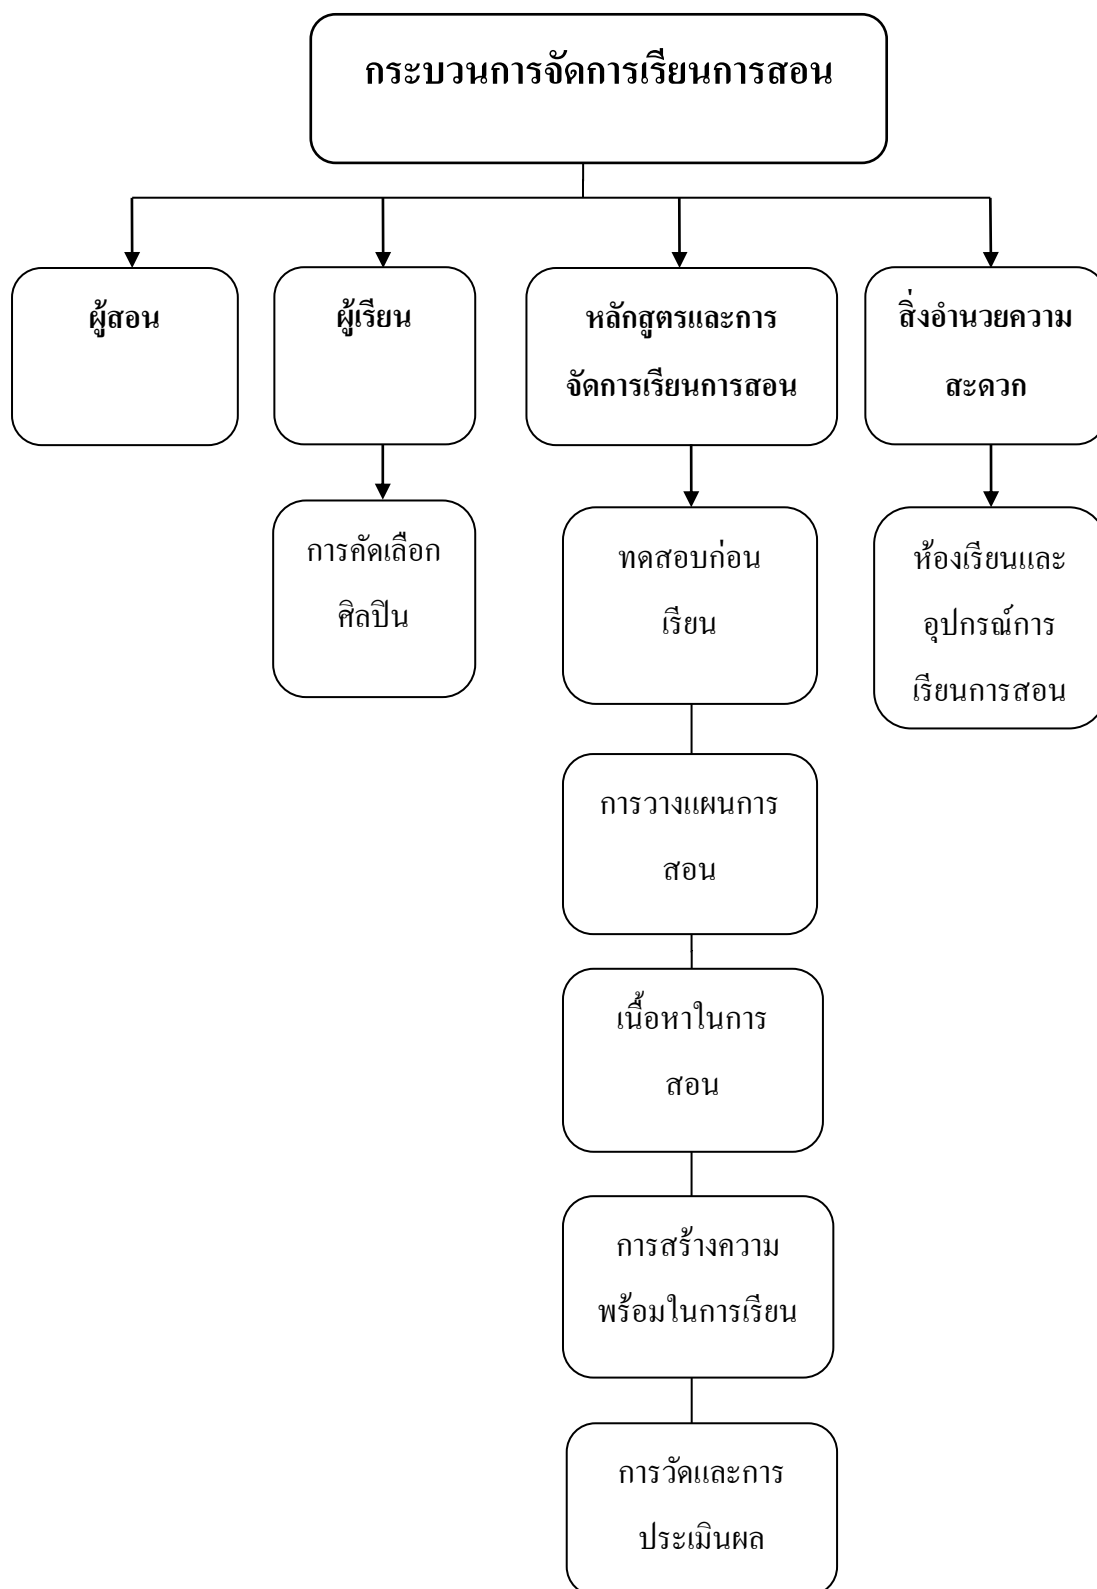 กระบวนการจัดการเรียนการสอน
ผู้สอน
ผู้เรียน
หลักสูตรและการ
จัดการเรียนการสอน
สิ่งอำนวยความ
สะดวก
การคัดเลือก
ศิลปิน
ทดสอบก่อน
เรียน
ห้องเรียนและ
อุปกรณ์การ
เรียนการสอน
การวางแผนการ
สอน
เนื้อหาในการ
สอน
การสร้างความ
พร้อมในการเรียน
การวัดและการ
ประเมินผล